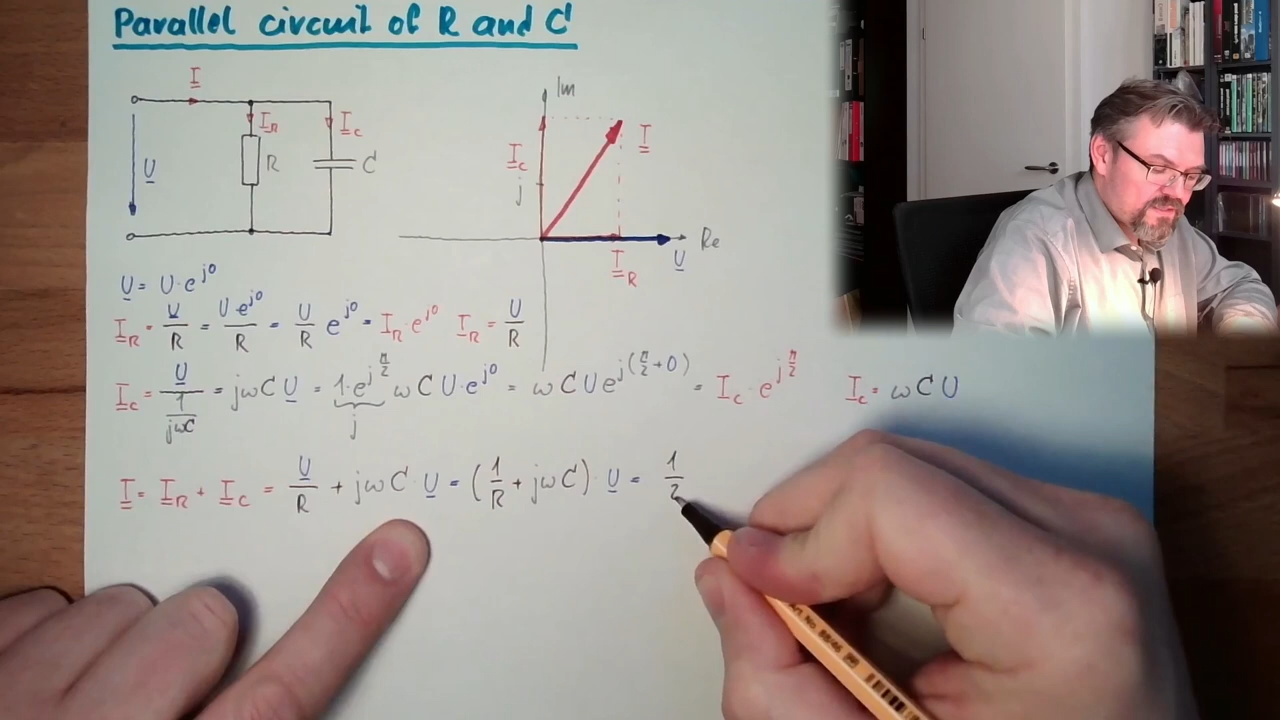 Parallel circuit of R and C
I
I_R
I_C
R
C
U
Im
I_C
I
j
Re
I_R
U
U = U·e^{j0}
I_R = U/R = U·e^{j0}/R = U/R e^{j0} = I_R·e^{j0} I_R = U/R
I_C = U/(1/jωC) = jωC U = 1·e^{jπ/2} ωC U·e^{j0} = ωCUe^{j(π/2+0)} = I_C·e^{jπ/2} I_C = ωCU
j
I = I_R + I_C = U/R + jωC·U = (1/R + jωC)·U = 1/2